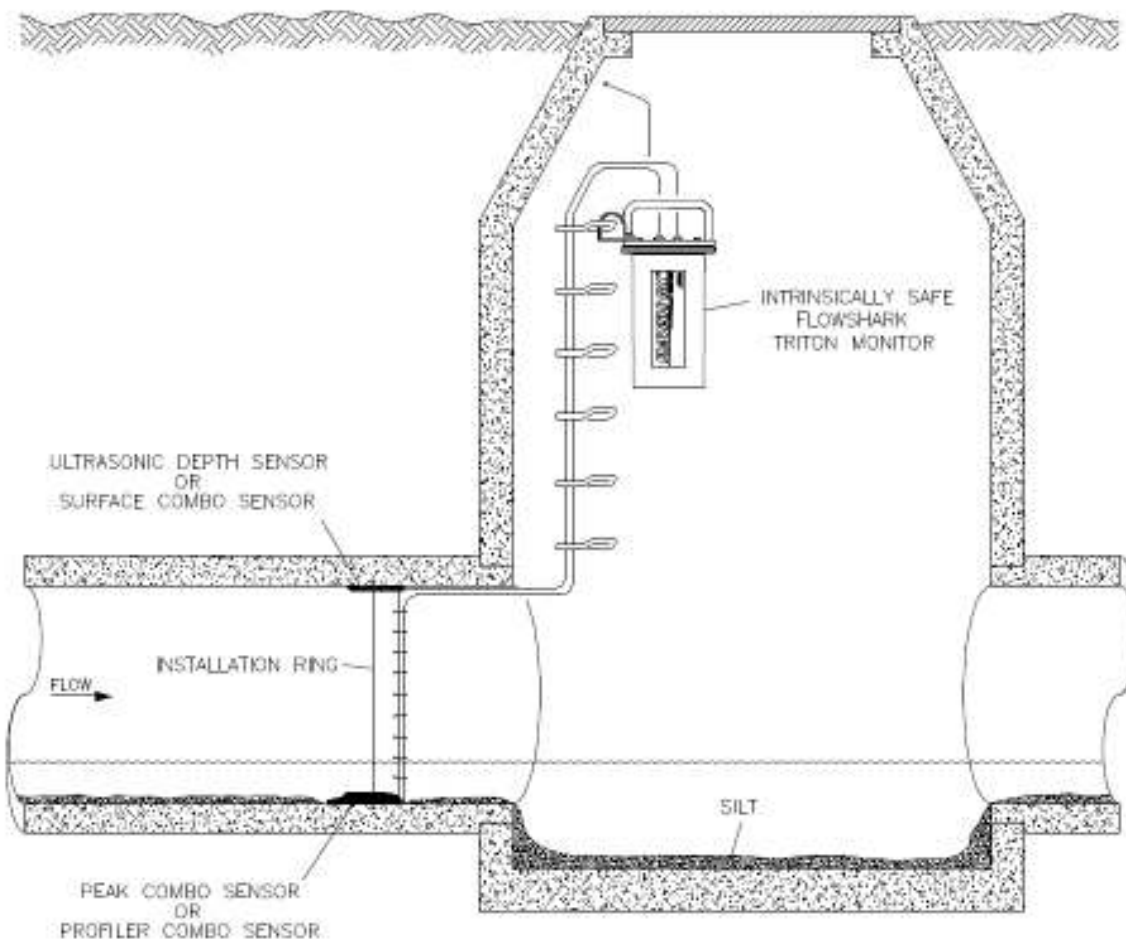 INTRINSICALLY SAFE
FLOWSHARK
TRITON MONITOR
ULTRASONIC DEPTH SENSOR
OR
SURFACE COMBO SENSOR
INSTALLATION RING
FLOW
SILT
PEAK COMBO SENSOR
OR
PROFILER COMBO SENSOR